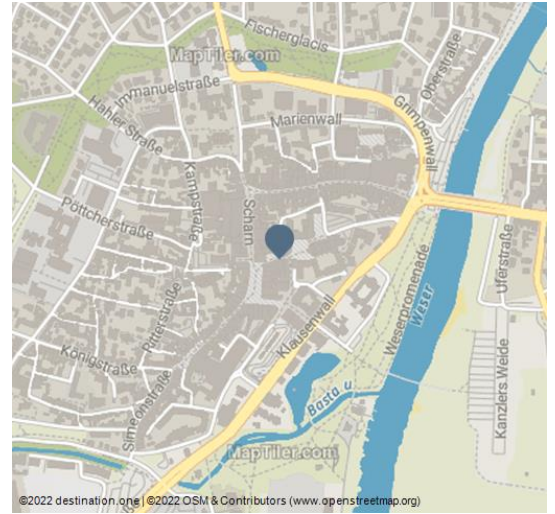 Fischerglacis
MapTiler.com
Oberstraße
Immanuelstraße
Grimpenwall
Hahler Straße
Marienwall
Kampstraße
Scharn
Pöttcherstraße
Ritterstraße
Weserpromenade
Weser
Uferstraße
Klausenwall
Königstraße
Simeonstraße
Basta u
Kanzlers Weide
MapTiler.com
©2022 destination.one | ©2022 OSM & Contributors (www.openstreetmap.org)